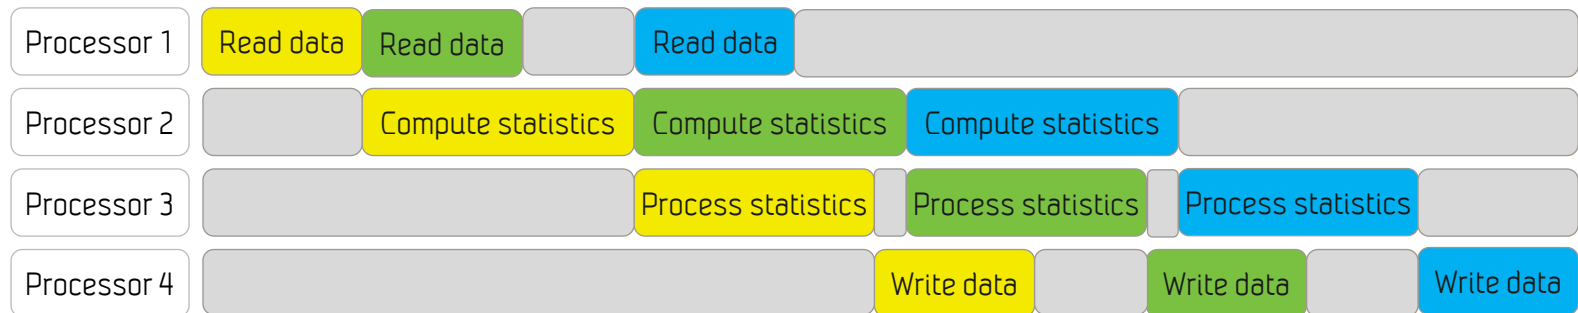 Processor 1 Read data Read data Read data
Processor 2 Compute statistics Compute statistics Compute statistics
Processor 3 Process statistics Process statistics Process statistics
Processor 4 Write data Write data Write data